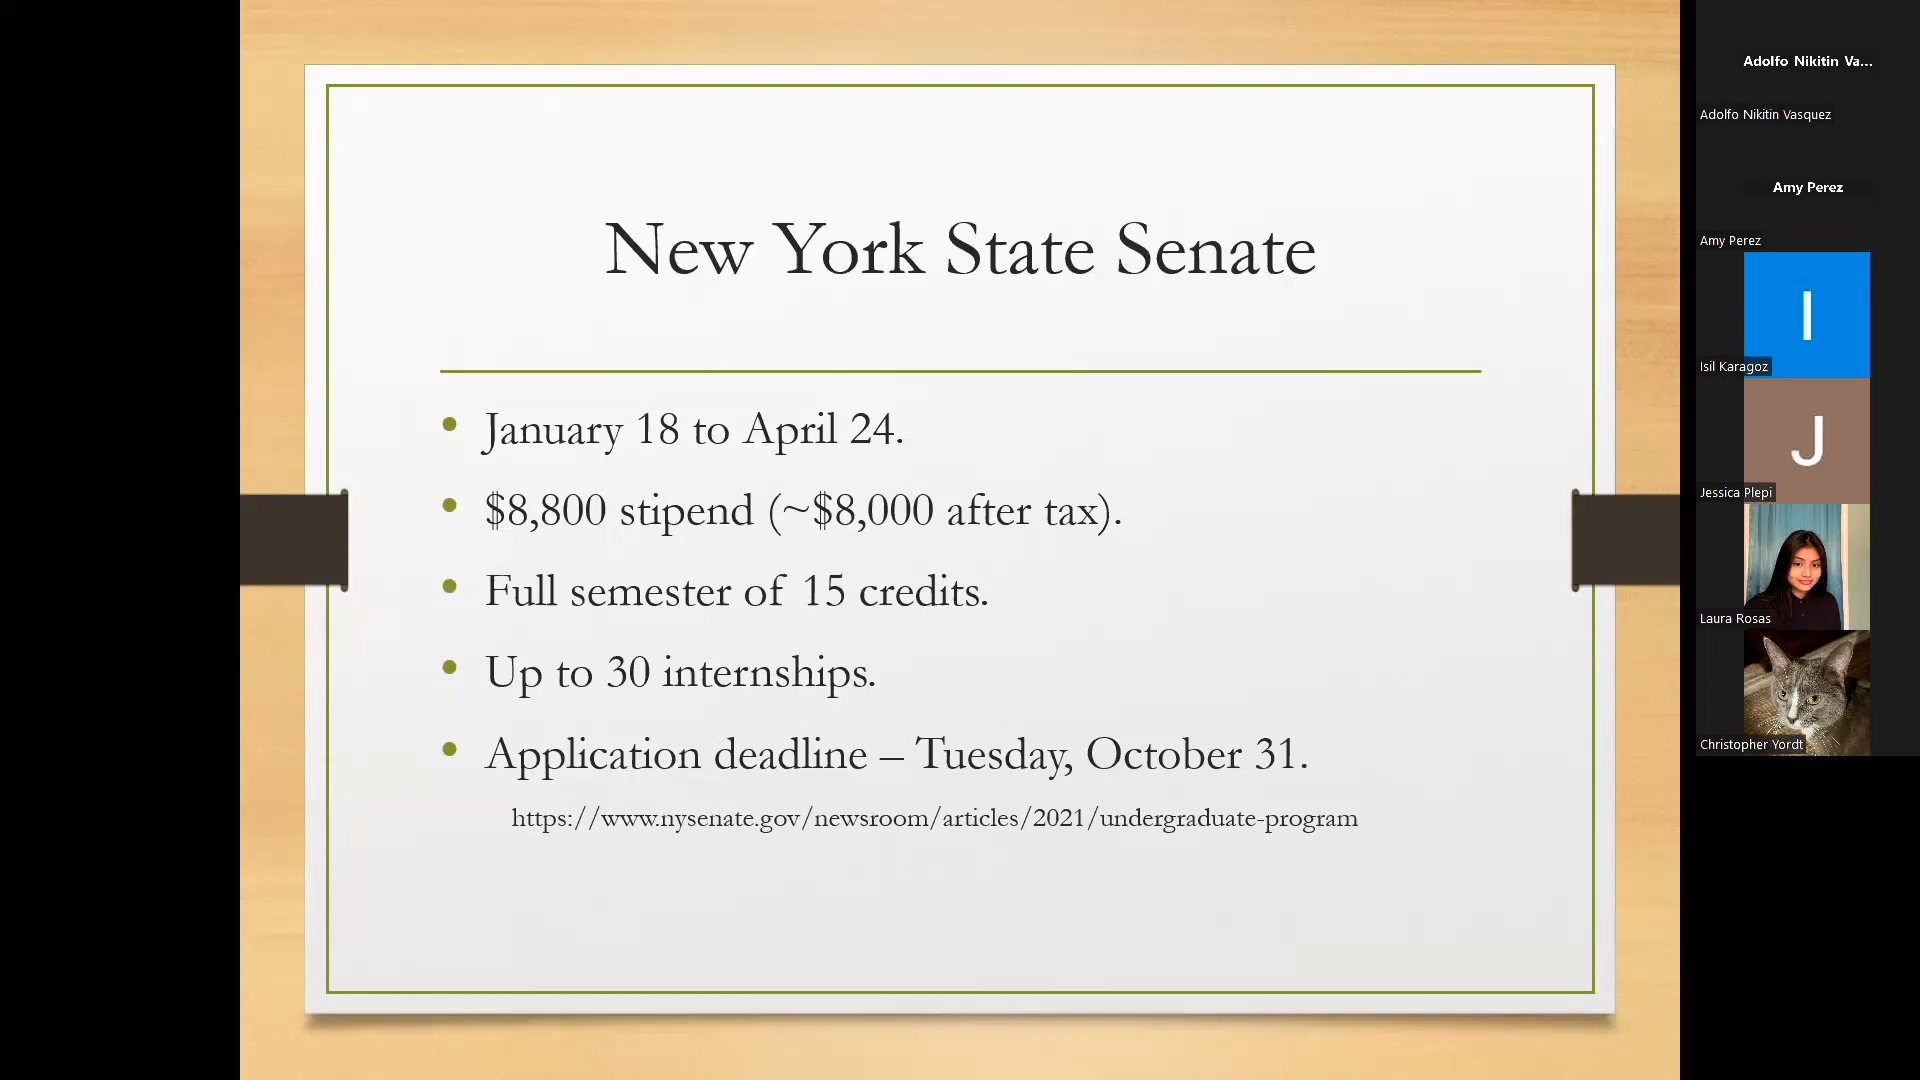 New York State Senate
• January 18 to April 24.
• $8,800 stipend (~$8,000 after tax).
• Full semester of 15 credits.
• Up to 30 internships.
• Application deadline – Tuesday, October 31.
https://www.nysenate.gov/newsroom/articles/2021/undergraduate-program
Adolfo Nikitin Va...
Adolfo Nikitin Vasquez
Amy Perez
Amy Perez
I
Isil Karagoz
J
Jessica Plepi
Laura Rosas
Christopher Yordt